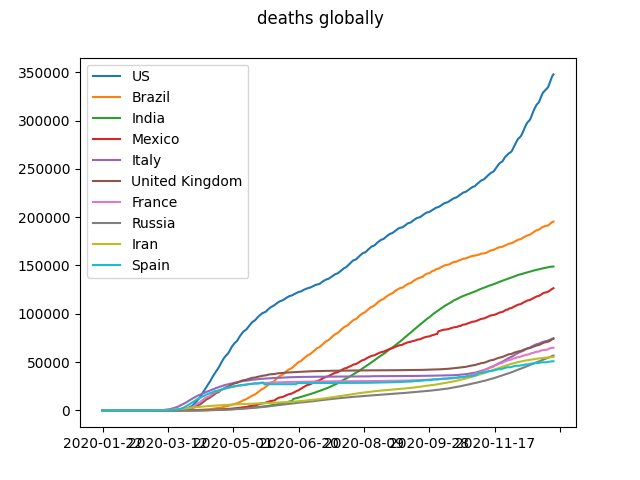 deaths globally
350000
300000
250000
200000
150000
100000
50000
0
US
Brazil
India
Mexico
Italy
United Kingdom
France
Russia
Iran
Spain
2020-01-22 2020-03-12 2020-05-01 2020-06-20 2020-08-09 2020-09-28 2020-11-17